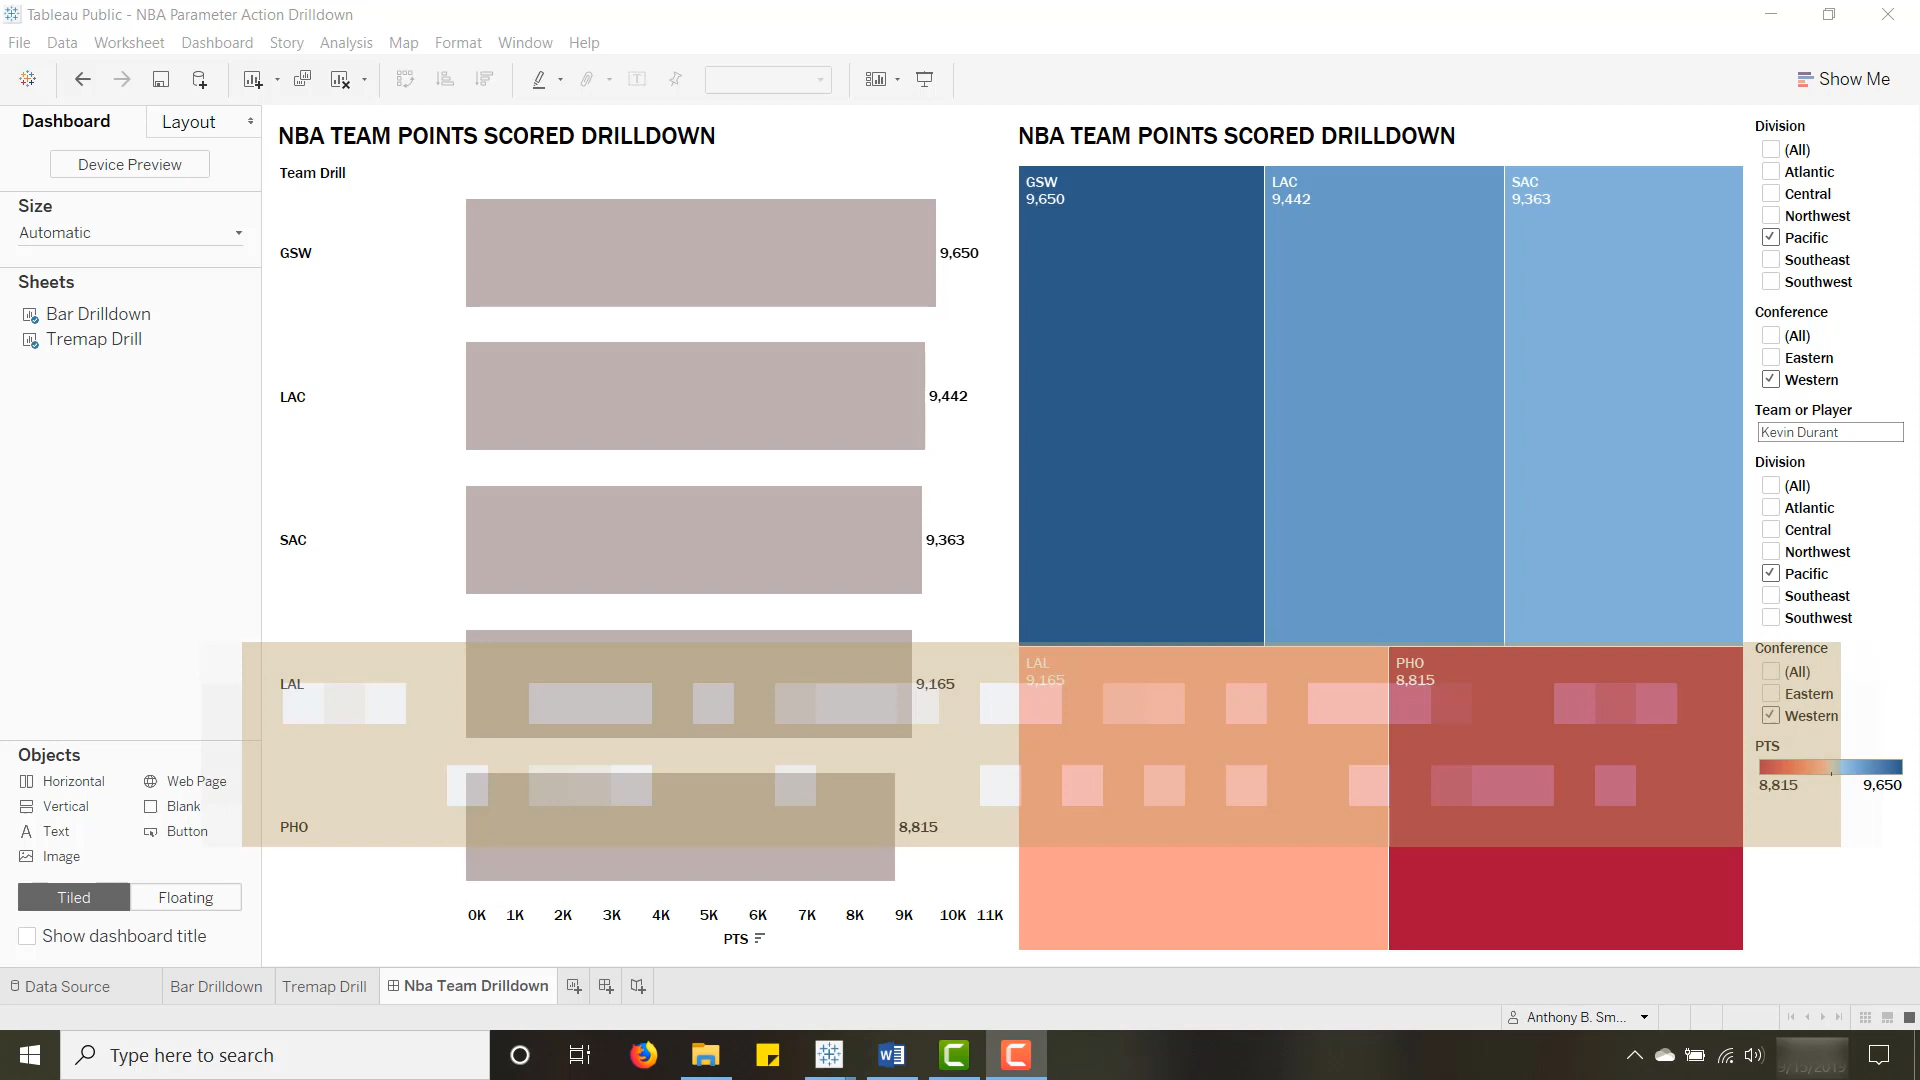 Tableau Public - NBA Parameter Action Drilldown
File Data Worksheet Dashboard Story Analysis Map Format Window Help
Show Me
Dashboard Layout
Device Preview
Size
Automatic
Sheets
Bar Drilldown
Tremap Drill
Objects
Horizontal Web Page
Vertical Blank
Text Button
Image
Tiled Floating
Show dashboard title
NBA TEAM POINTS SCORED DRILLDOWN
Team Drill
GSW 9,650
LAC 9,442
SAC 9,363
LAL 9,165
PHO 8,815
0K 1K 2K 3K 4K 5K 6K 7K 8K 9K 10K 11K
PTS
NBA TEAM POINTS SCORED DRILLDOWN
GSW
9,650
LAC
9,442
SAC
9,363
LAL
9,165
PHO
8,815
Division
(All)
Atlantic
Central
Northwest
Pacific
Southeast
Southwest
Conference
(All)
Eastern
Western
Team or Player
Kevin Durant
Division
(All)
Atlantic
Central
Northwest
Pacific
Southeast
Southwest
Conference
(All)
Eastern
Western
PTS
8,815 9,650
Data Source Bar Drilldown Tremap Drill Nba Team Drilldown
Anthony B. Sm...
Type here to search